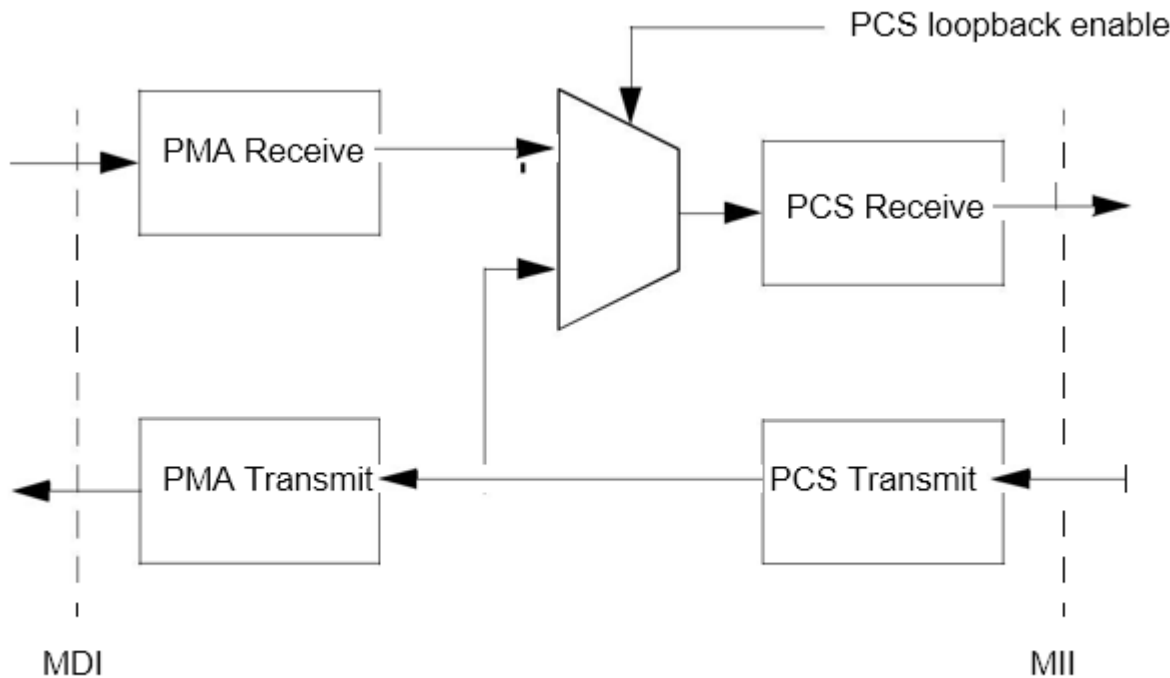 PCS loopback enable
PMA Receive
PCS Receive
PMA Transmit
PCS Transmit
MDI
MII